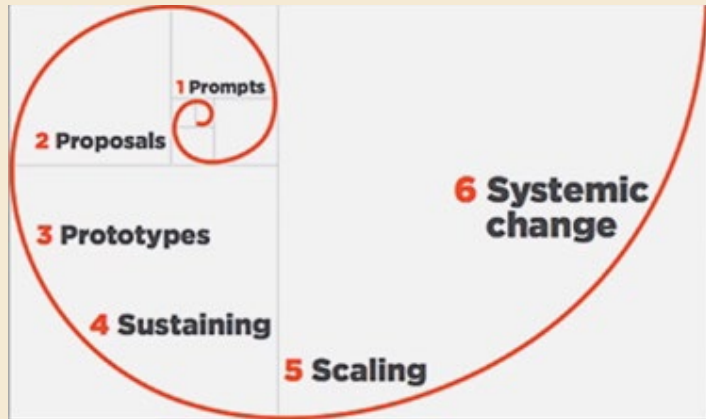 1 Prompts
2 Proposals
3 Prototypes
4 Sustaining
5 Scaling
6 Systemic
change